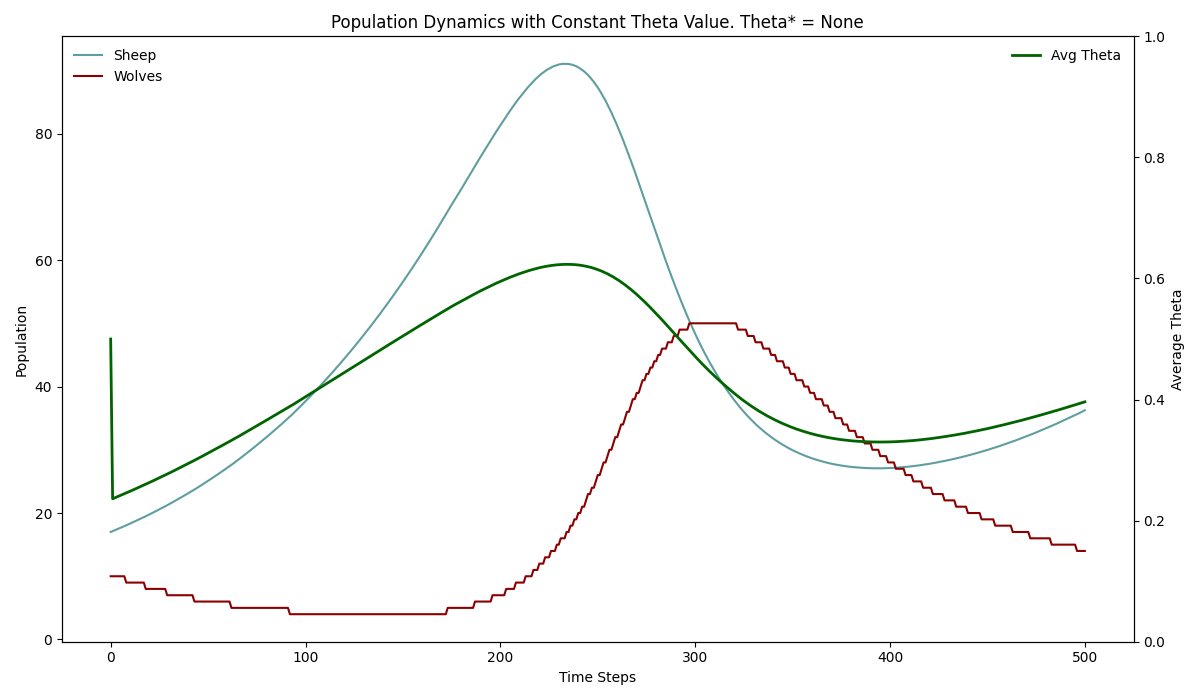 Population Dynamics with Constant Theta Value. Theta* = None
Sheep
Wolves
Avg Theta
Population
80
60
40
20
0
1.0
0.8
0.6
0.4
0.2
0.0
Average Theta
0 100 200 300 400 500
Time Steps